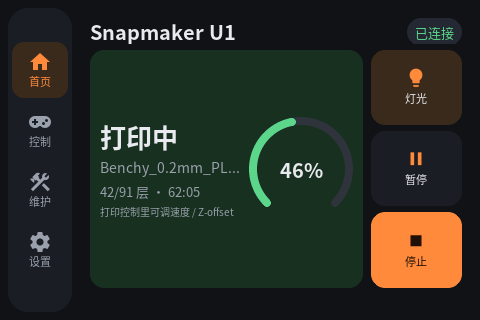 Snapmaker U1
已连接
首页
控制
维护
设置
打印中
Benchy_0.2mm_PL...
42/91 层 · 62:05
打印控制里可调速度 / Z-offset
46%
灯光
暂停
停止